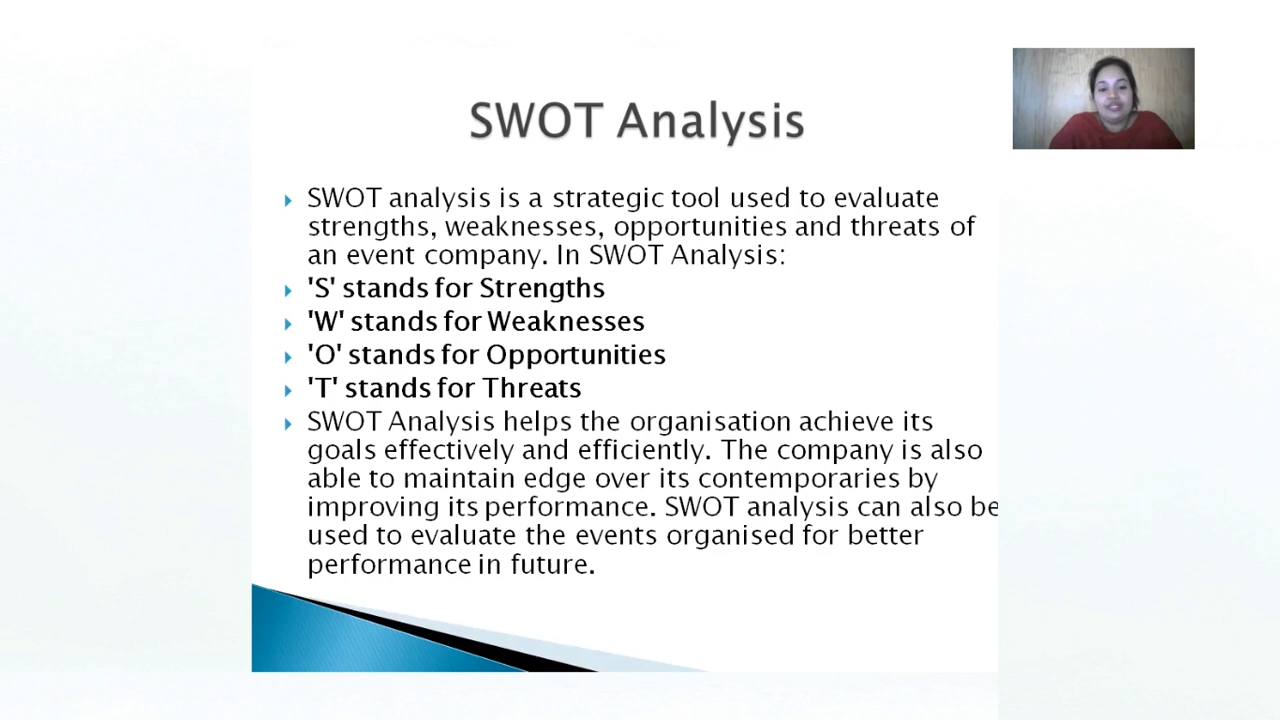 SWOT Analysis
SWOT analysis is a strategic tool used to evaluate
strengths, weaknesses, opportunities and threats of
an event company. In SWOT Analysis:
'S' stands for Strengths
'W' stands for Weaknesses
'O' stands for Opportunities
'T' stands for Threats
SWOT Analysis helps the organisation achieve its
goals effectively and efficiently. The company is also
able to maintain edge over its contemporaries by
improving its performance. SWOT analysis can also be
used to evaluate the events organised for better
performance in future.